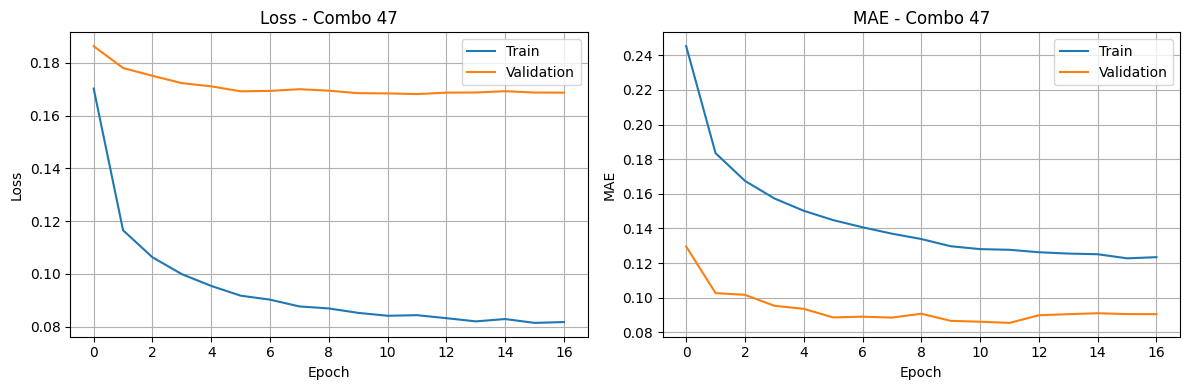 Loss - Combo 47
Train
Validation
0.18
0.16
0.14
0.12
0.10
0.08
Loss
0 2 4 6 8 10 12 14 16
Epoch
MAE - Combo 47
Train
Validation
0.24
0.22
0.20
0.18
0.16
0.14
0.12
0.10
0.08
MAE
0 2 4 6 8 10 12 14 16
Epoch